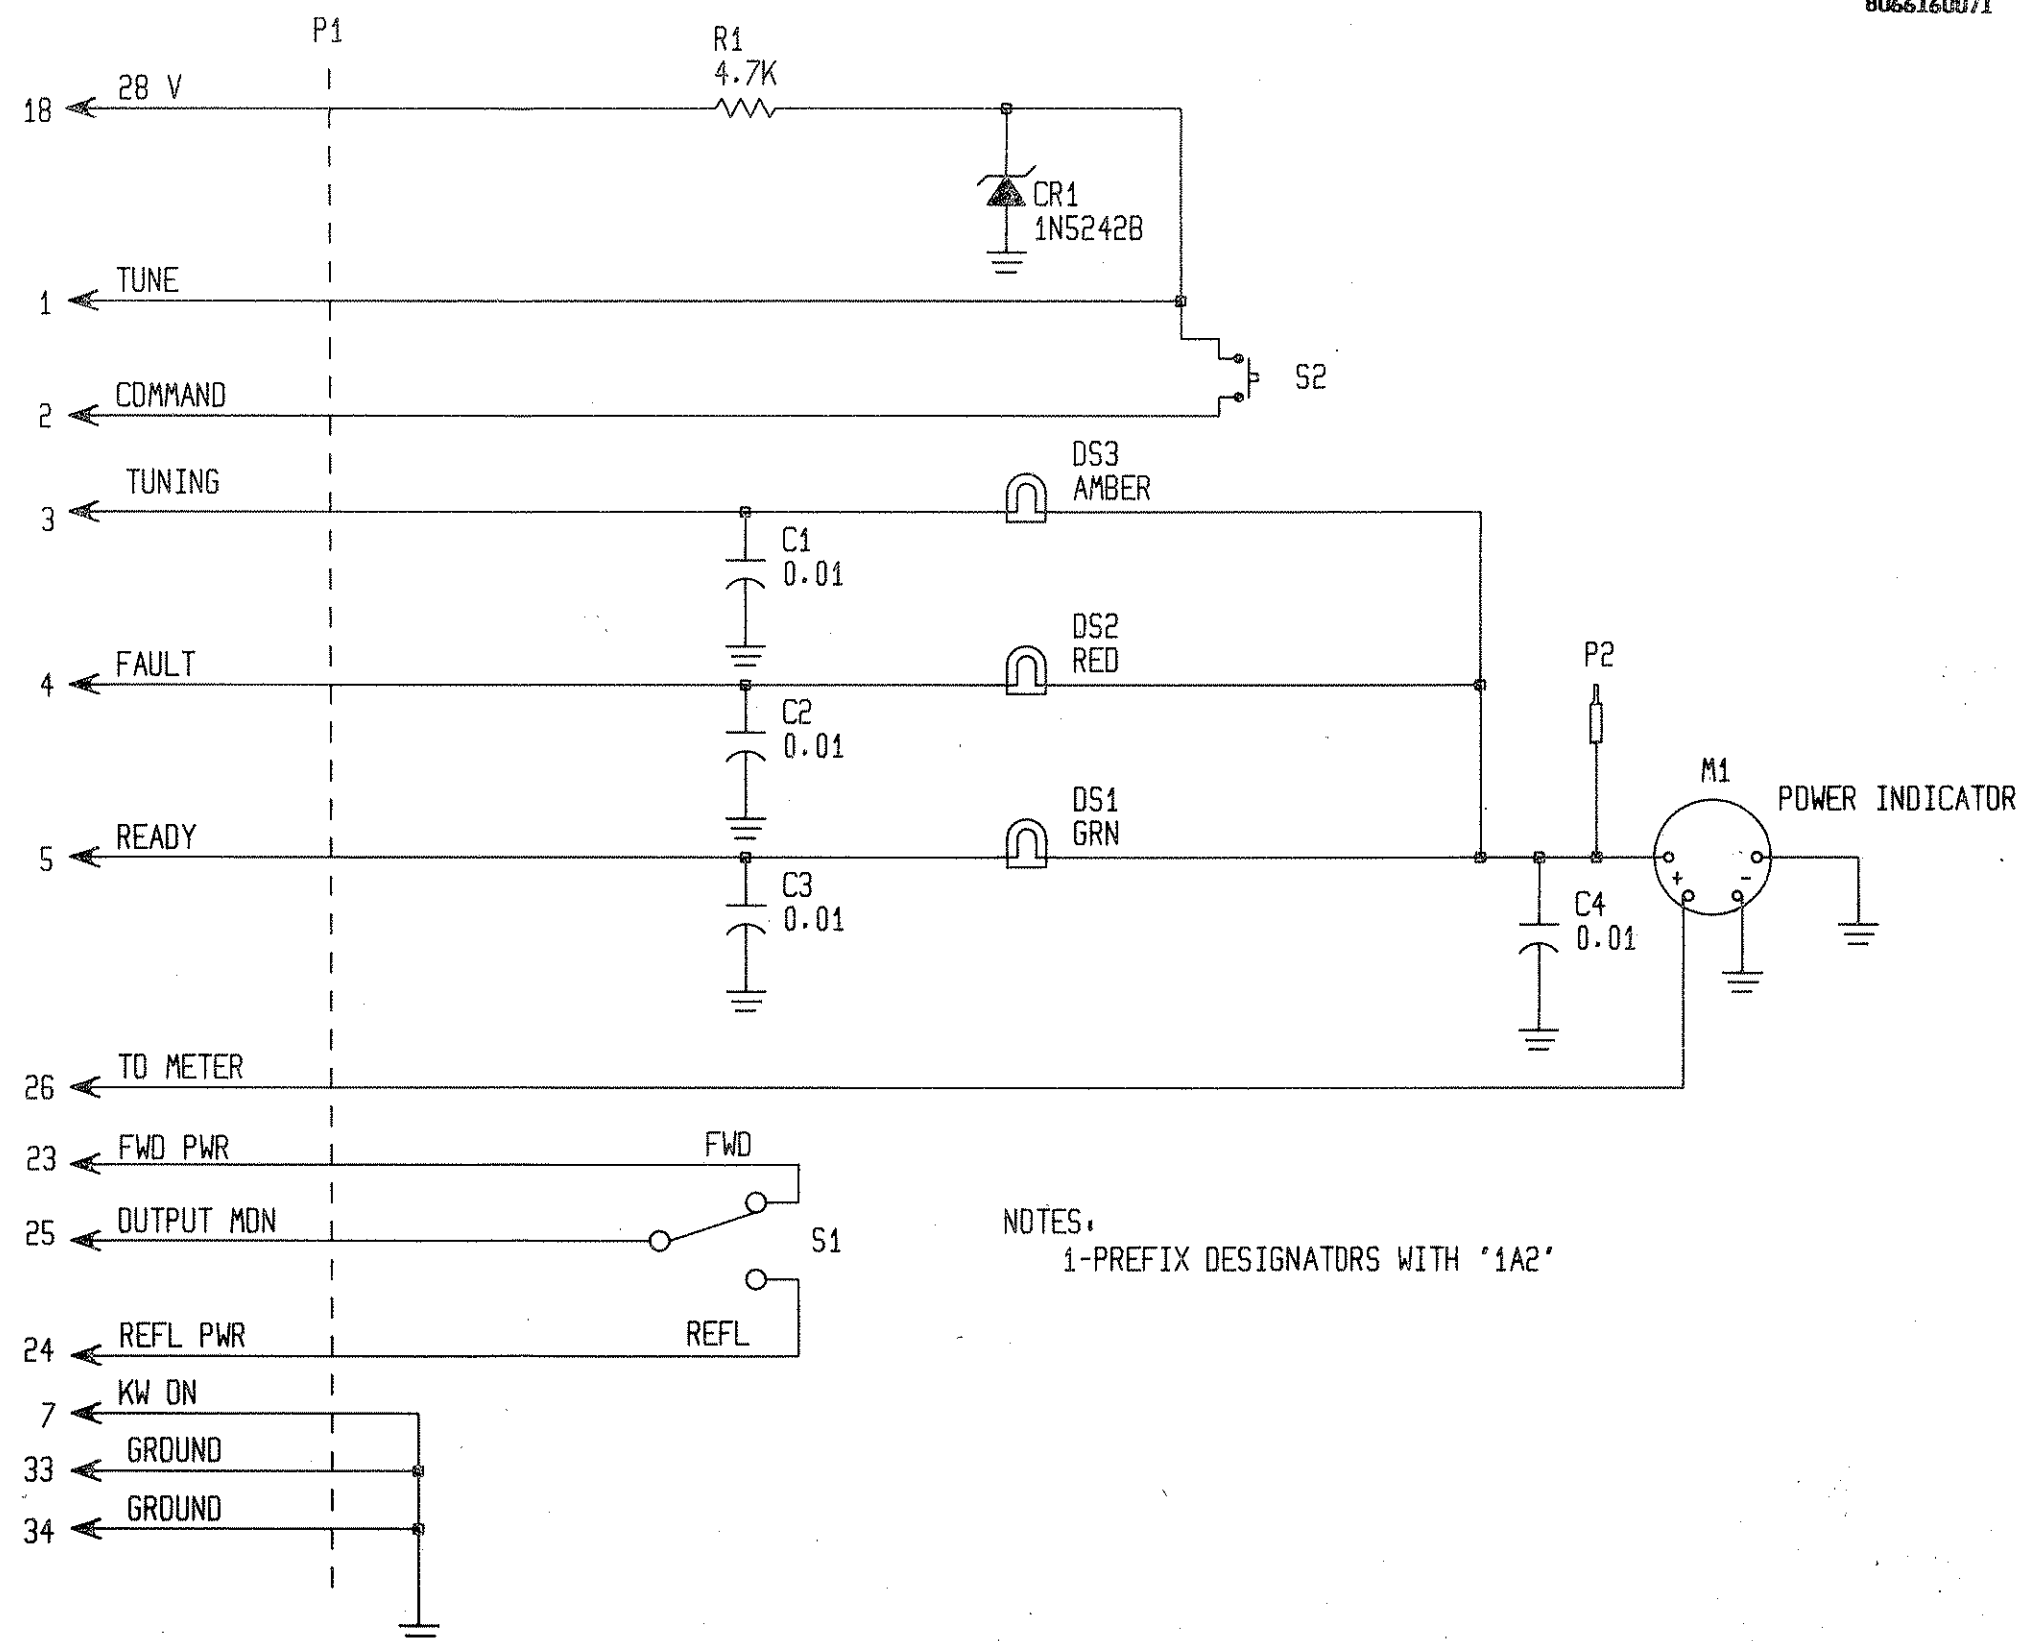 P1
R1
4.7K
28 V
18
CR1
1N5242B
TUNE
1
S2
COMMAND
2
DS3
AMBER
TUNING
3
C1
0.01
DS2
RED
FAULT
4
C2
0.01
P2
M1
POWER INDICATOR
DS1
GRN
READY
5
+ -
C3
0.01
C4
0.01
TO METER
26
FWD PWR
23
FWD
OUTPUT MON
25
S1
NOTES:
1-PREFIX DESIGNATORS WITH "1A2"
REFL PWR
24
REFL
KW ON
7
GROUND
33
GROUND
34